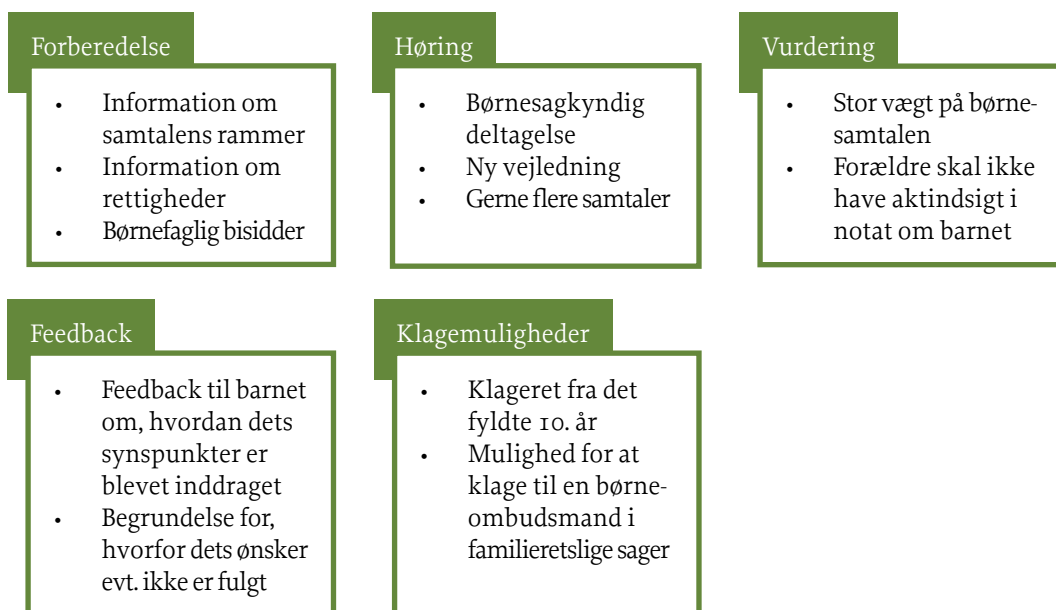 Forberedelse
• Information om
samtalens rammer
• Information om
rettigheder
• Børnefaglig bisidder
Høring
• Børnesagkyndig
deltagelse
• Ny vejledning
• Gerne flere samtaler
Vurdering
• Stor vægt på børne-
samtalen
• Forældre skal ikke
have aktindsigt i
notat om barnet
Feedback
• Feedback til barnet
om, hvordan dets
synspunkter er
blevet inddraget
• Begrundelse for,
hvorfor dets ønsker
evt. ikke er fulgt
Klagemuligheder
• Klageret fra det
fyldte 10. år
• Mulighed for at
klage til en børne-
ombudsmand i
familieretslige sager